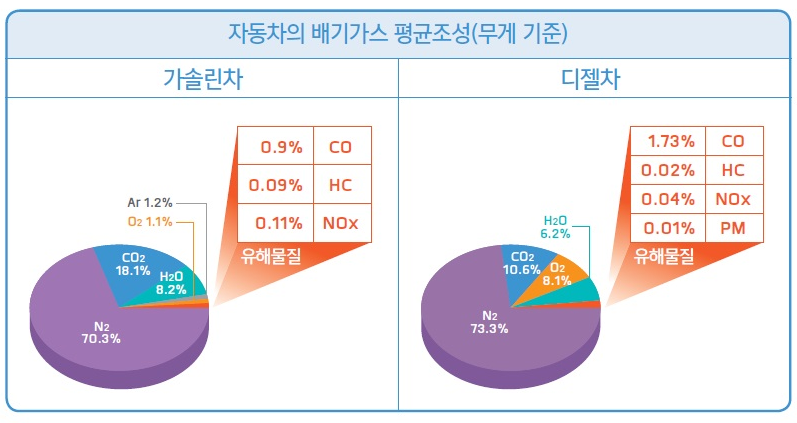 자동차의 배기가스 평균조성(무게 기준)
가솔린차
디젤차
0.9% CO
0.09% HC
0.11% NOx
유해물질
Ar 1.2%
O2 1.1%
CO2
18.1%
H2O
8.2%
N2
70.3%
1.73% CO
0.02% HC
0.04% NOx
0.01% PM
유해물질
H2O
6.2%
CO2
10.6%
O2
8.1%
N2
73.3%